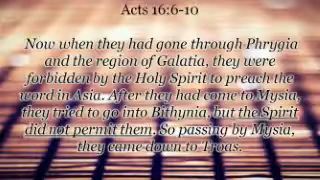 Acts 16:6-10
Now when they had gone through Phrygia
and the region of Galatia, they were
forbidden by the Holy Spirit to preach the
word in Asia. After they had come to Mysia,
they tried to go into Bithynia, but the Spirit
did not permit them. So passing by Mysia,
they came down to Troas.